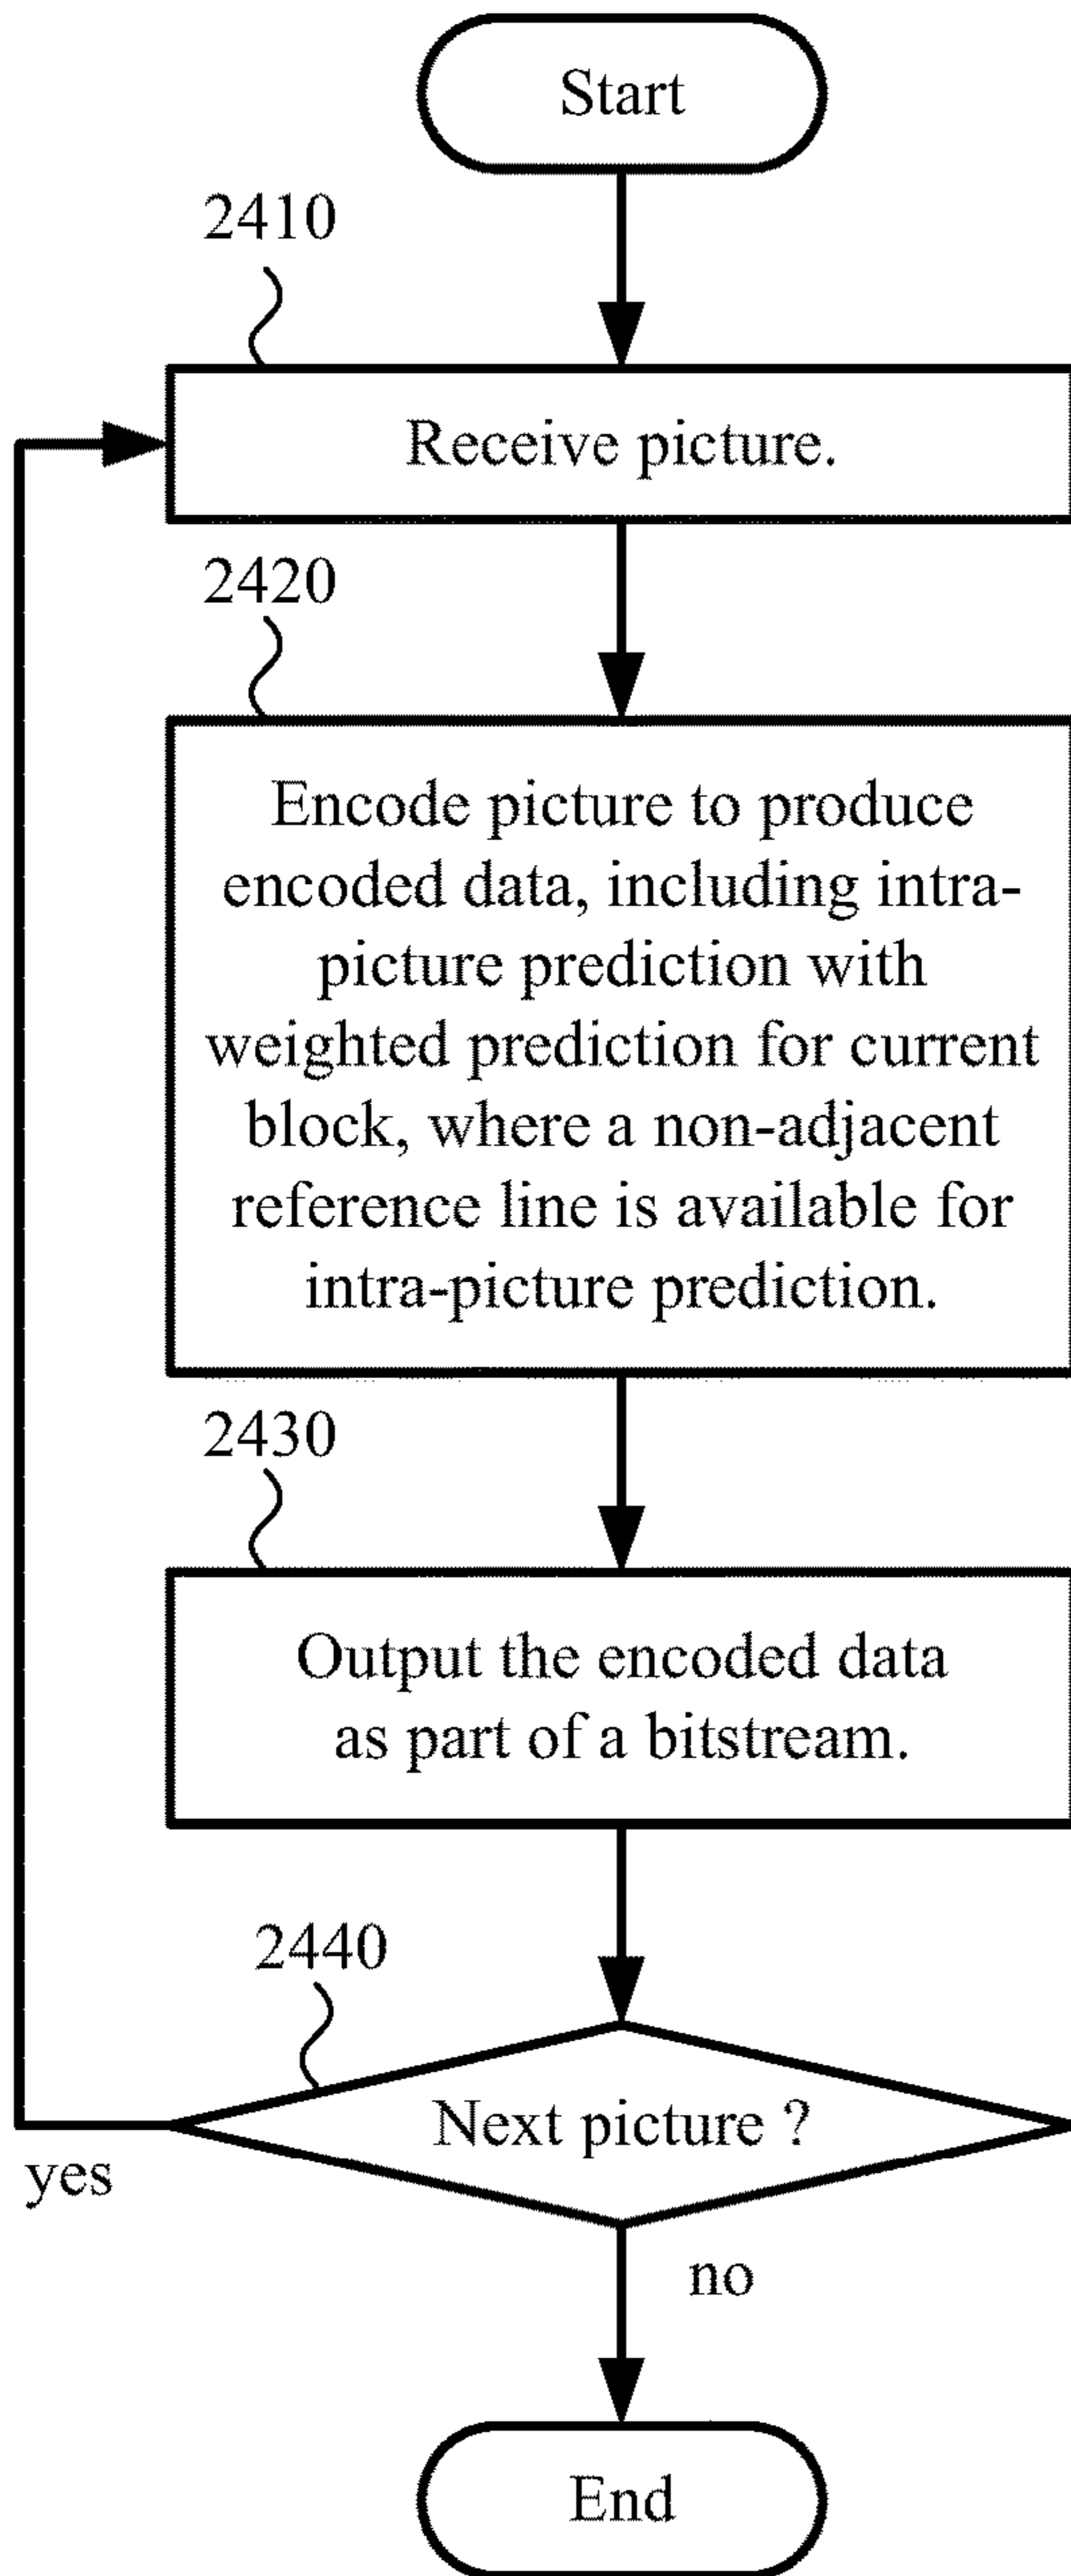 Start
2410
Receive picture.
2420
Encode picture to produce
encoded data, including intra-
picture prediction with
weighted prediction for current
block, where a non-adjacent
reference line is available for
intra-picture prediction.
2430
Output the encoded data
as part of a bitstream.
2440
Next picture ?
yes
no
End